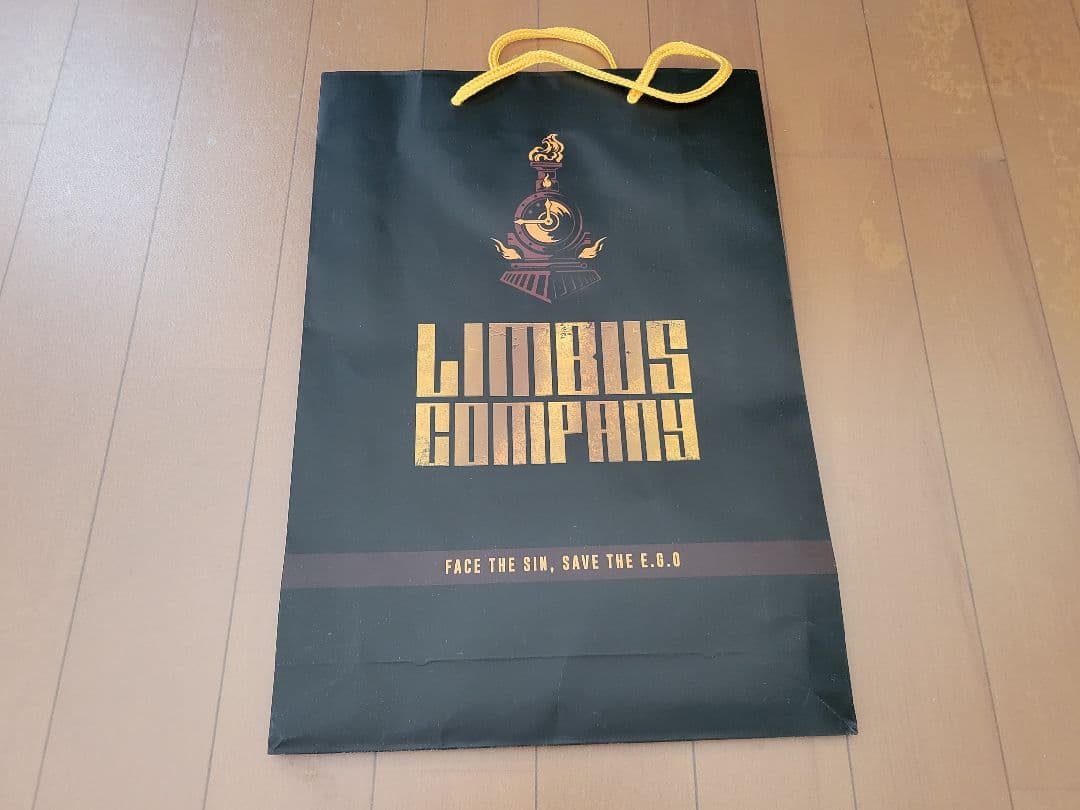 LIMBUS
COMPANY
FACE THE SIN, SAVE THE E.G.O